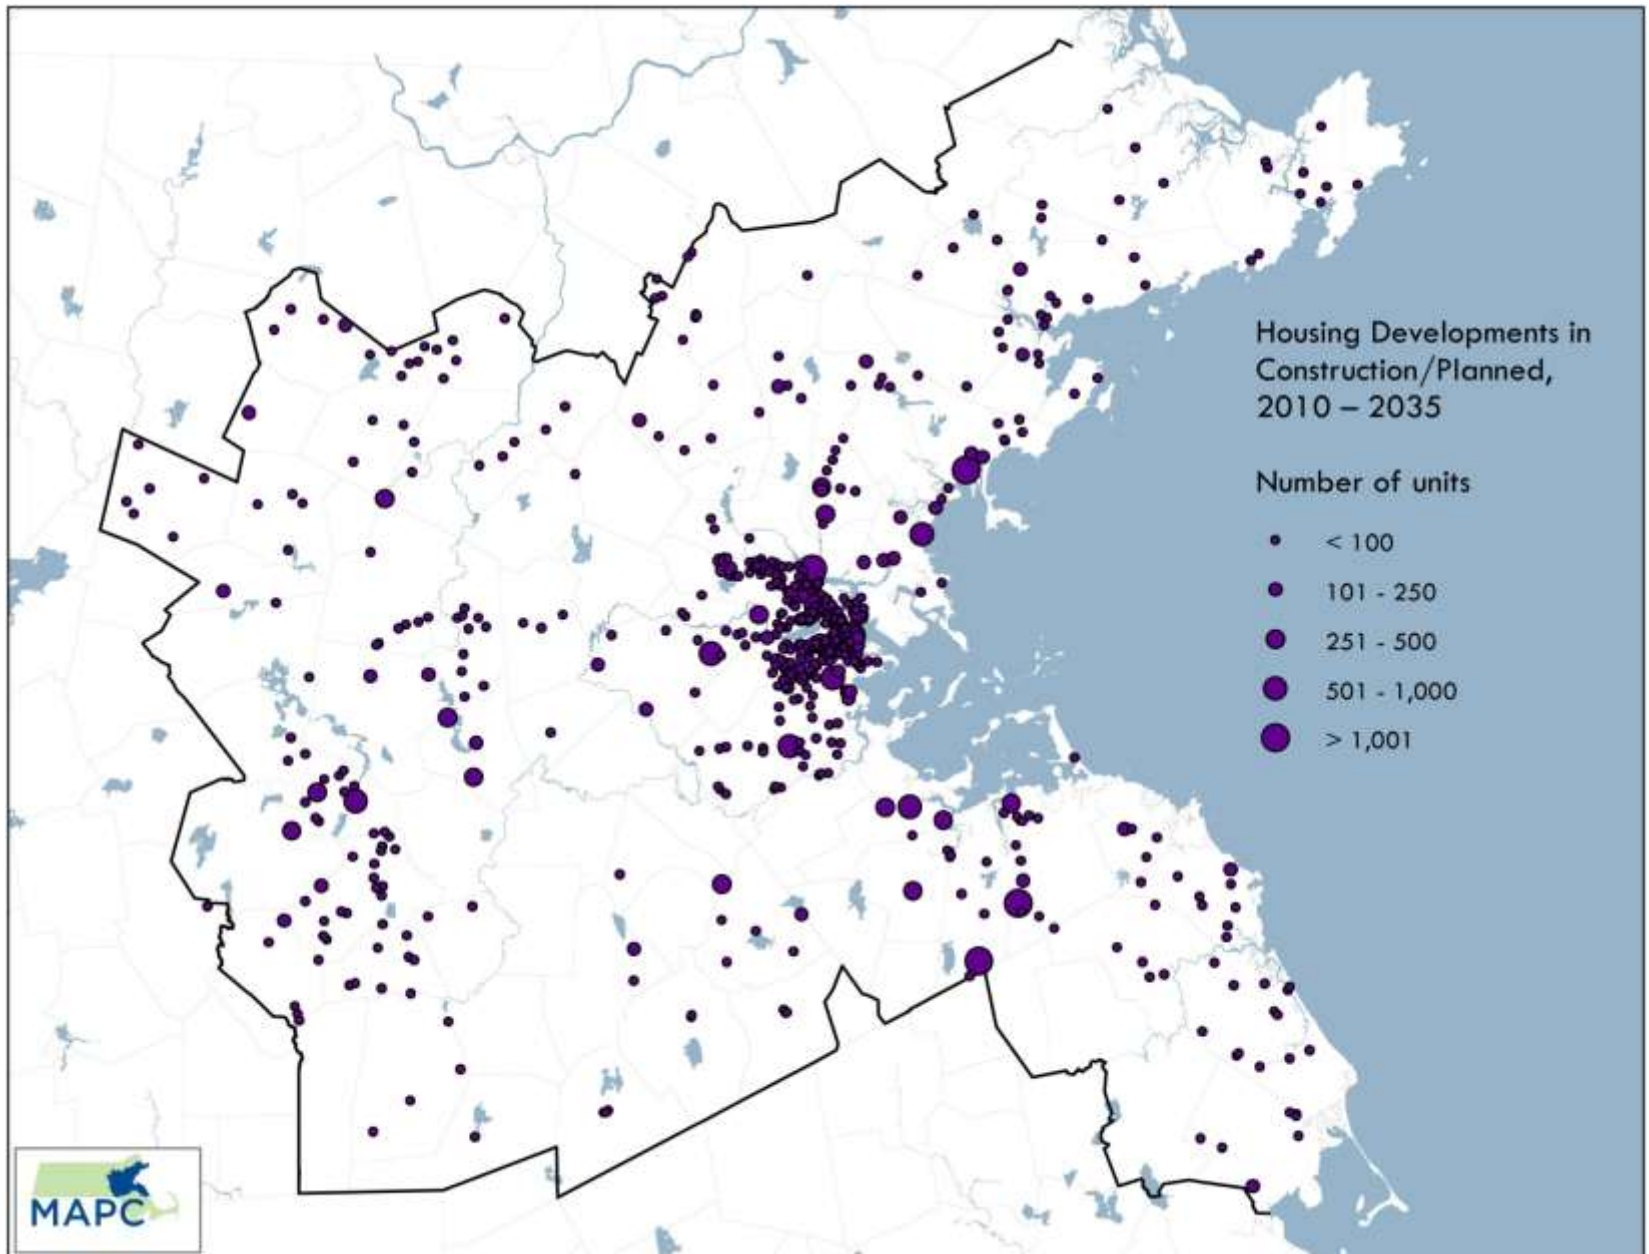 Housing Developments in
Construction/Planned,
2010 – 2035
Number of units
< 100
101 - 250
251 - 500
501 - 1,000
> 1,001
MAPC